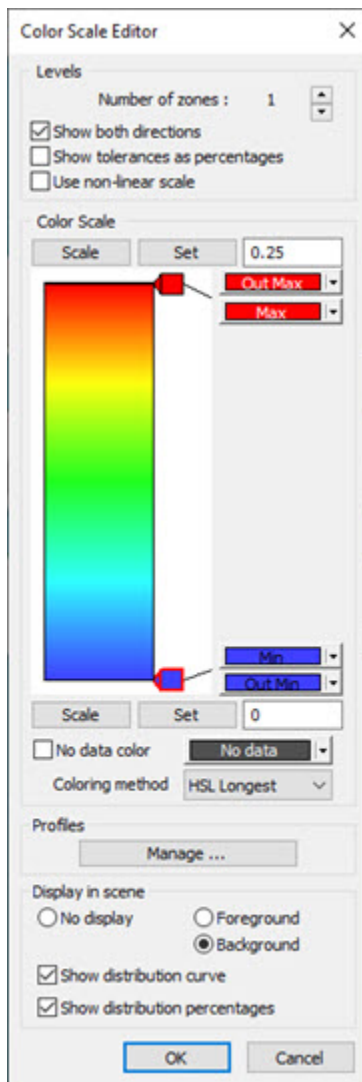 Color Scale Editor
Levels
Number of zones : 1
Show both directions
Show tolerances as percentages
Use non-linear scale
Color Scale
Scale Set 0.25
Out Max
Max
Min
Out Min
Scale Set 0
No data color No data
Coloring method HSL Longest
Profiles
Manage ...
Display in scene
No display Foreground
Background
Show distribution curve
Show distribution percentages
OK Cancel